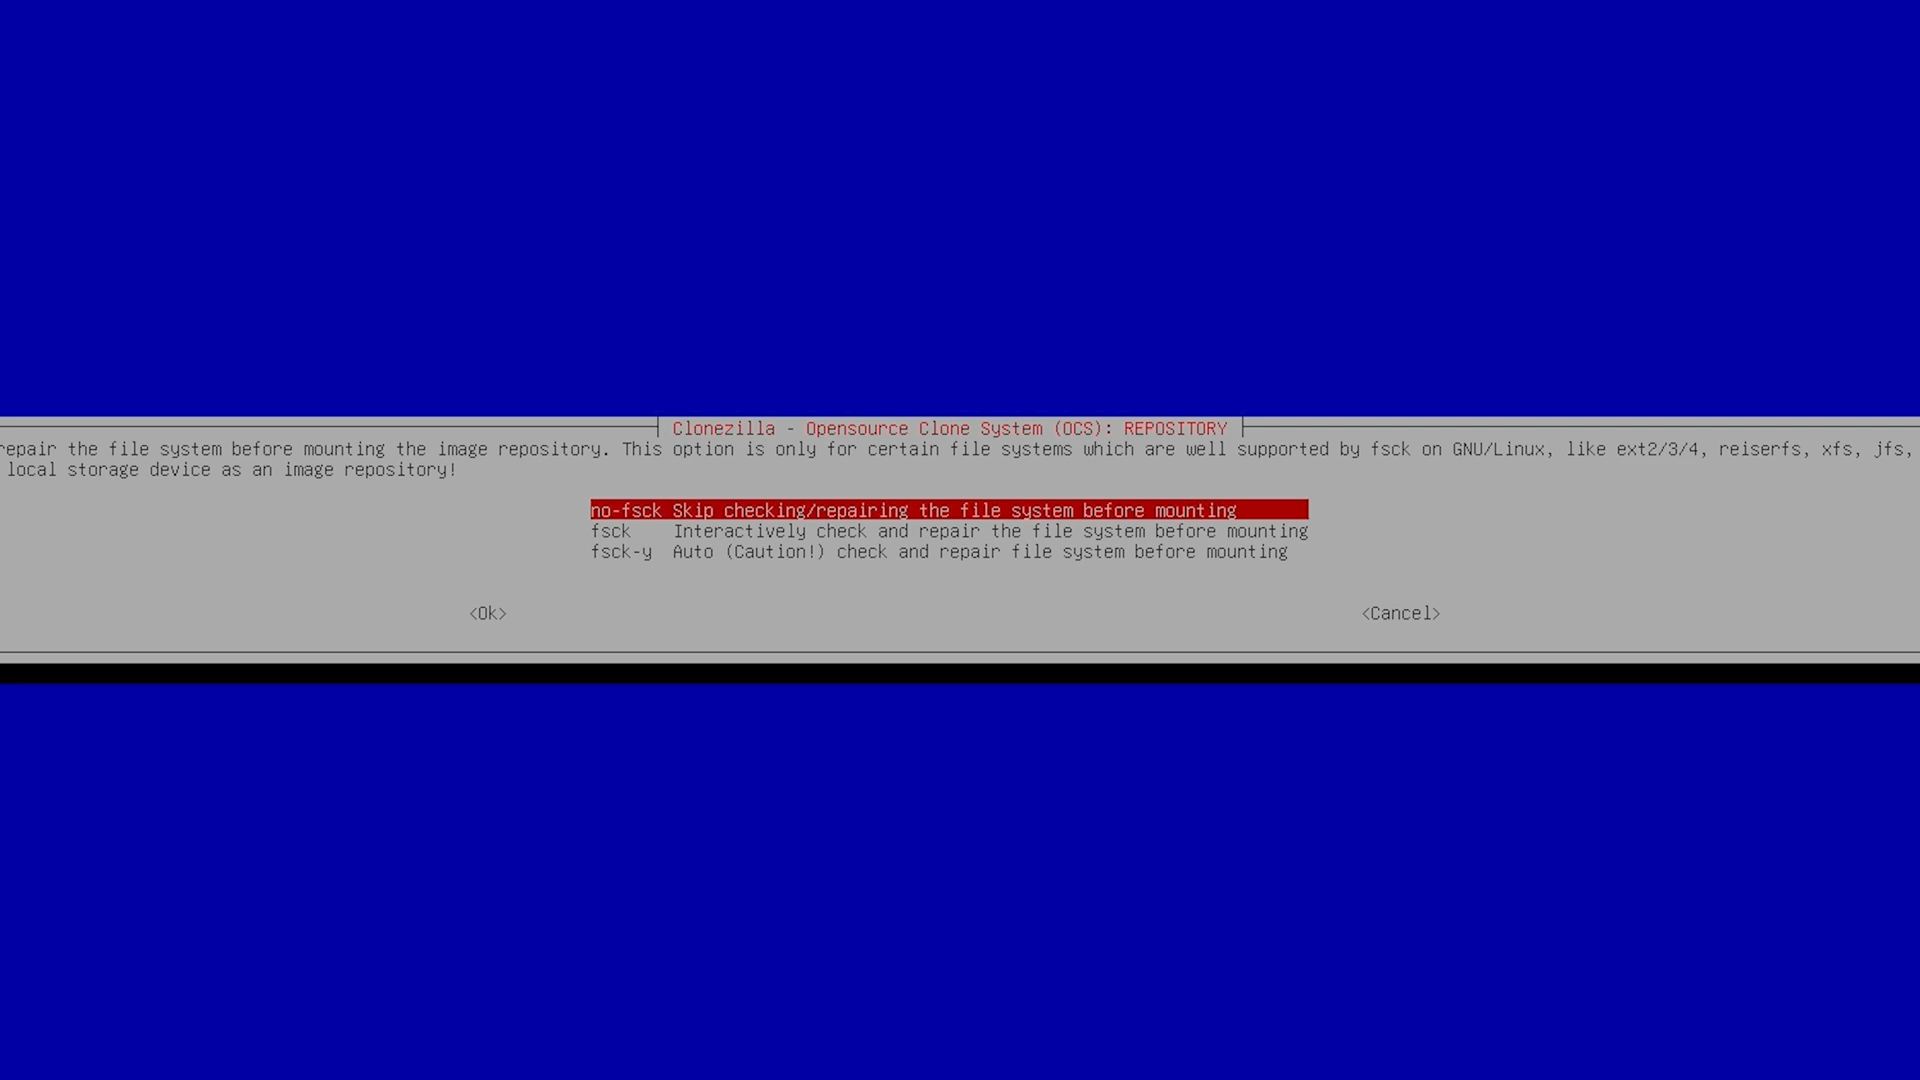 Clonezilla - Opensource Clone System (OCS): REPOSITORY
repair the file system before mounting the image repository. This option is only for certain file systems which are well supported by fsck on GNU/Linux, like ext2/3/4, reiserfs, xfs, jfs,
local storage device as an image repository!
no-fsck Skip checking/repairing the file system before mounting
fsck Interactively check and repair the file system before mounting
fsck-y Auto (Caution!) check and repair file system before mounting
<Ok> <Cancel>